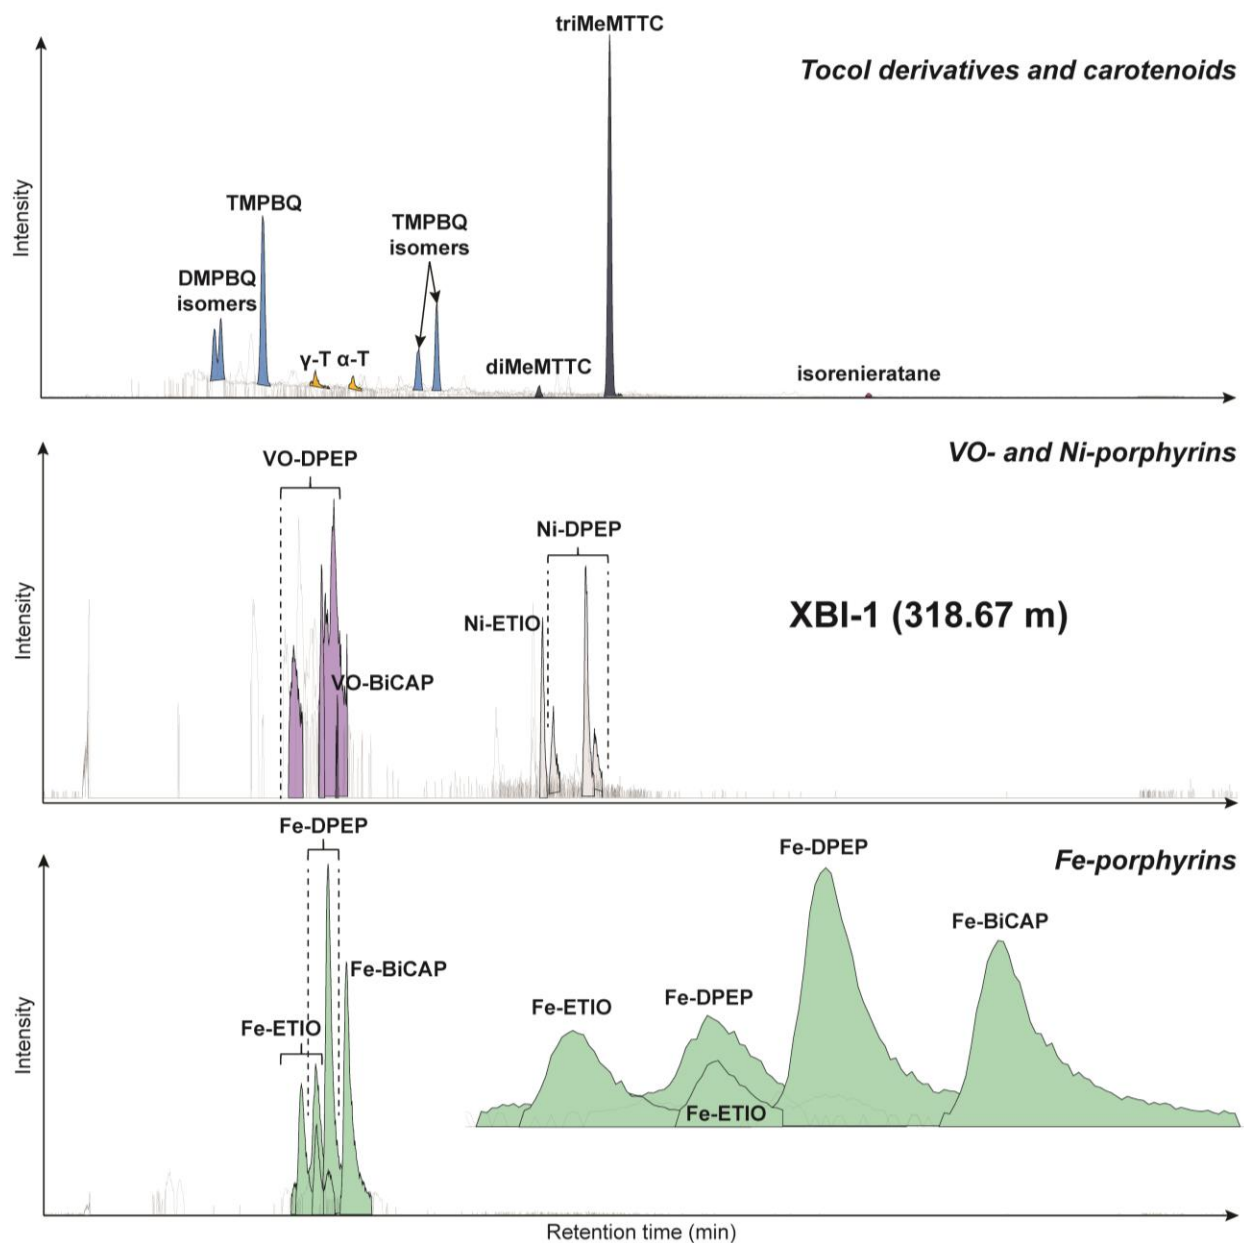 triMeMTTC
Tocol derivatives and carotenoids
Intensity
TMPBQ
TMPBQ
isomers
DMPBQ
isomers
γ-T α-T
diMeMTTC
isorenieratane
VO-DPEP
VO- and Ni-porphyrins
Ni-DPEP
Intensity
Ni-ETIO
XBI-1 (318.67 m)
VO-BiCAP
Fe-DPEP
Fe-DPEP
Fe-porphyrins
Fe-BiCAP
Fe-BiCAP
Intensity
Fe-ETIO
Fe-ETIO
Fe-DPEP
Fe-ETIO
Retention time (min)